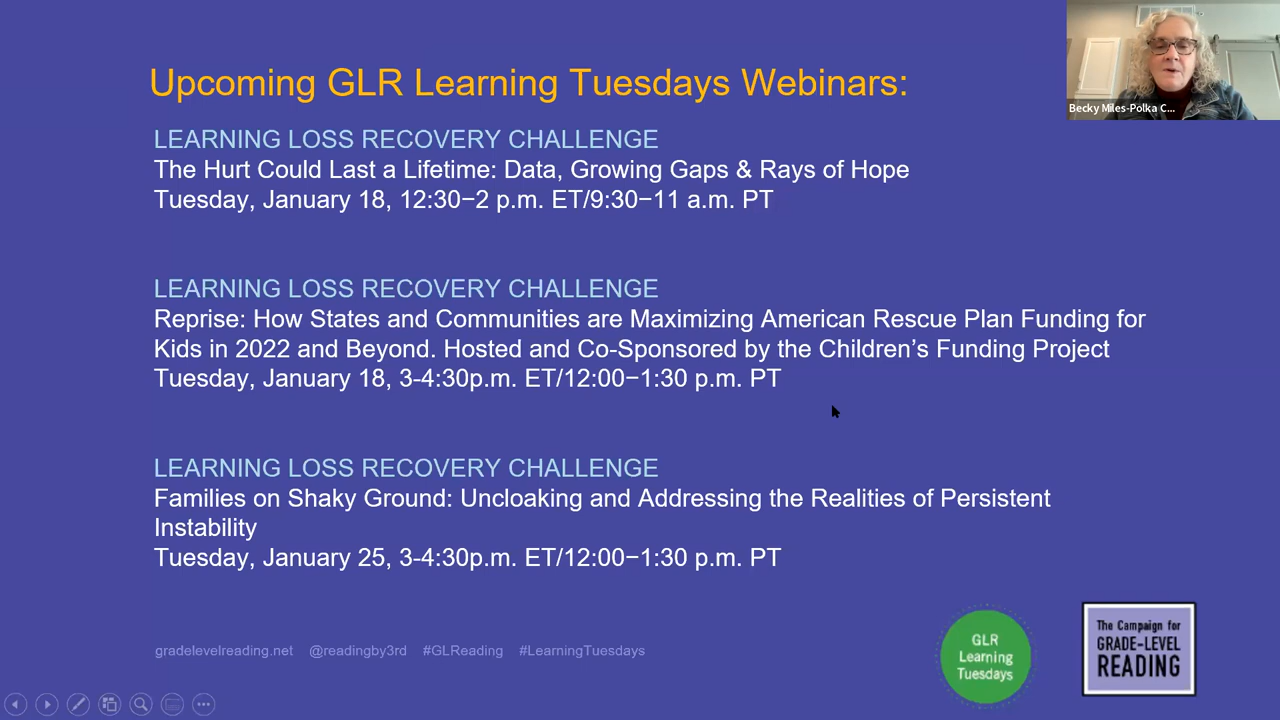 Upcoming GLR Learning Tuesdays Webinars:
LEARNING LOSS RECOVERY CHALLENGE
The Hurt Could Last a Lifetime: Data, Growing Gaps & Rays of Hope
Tuesday, January 18, 12:30−2 p.m. ET/9:30−11 a.m. PT
LEARNING LOSS RECOVERY CHALLENGE
Reprise: How States and Communities are Maximizing American Rescue Plan Funding for
Kids in 2022 and Beyond. Hosted and Co-Sponsored by the Children’s Funding Project
Tuesday, January 18, 3-4:30p.m. ET/12:00−1:30 p.m. PT
LEARNING LOSS RECOVERY CHALLENGE
Families on Shaky Ground: Uncloaking and Addressing the Realities of Persistent
Instability
Tuesday, January 25, 3-4:30p.m. ET/12:00−1:30 p.m. PT
gradelevelreading.net @readingby3rd #GLReading #LearningTuesdays
GLR
Learning
Tuesdays
The Campaign for
GRADE-LEVEL
READING
Becky Miles-Polka C...